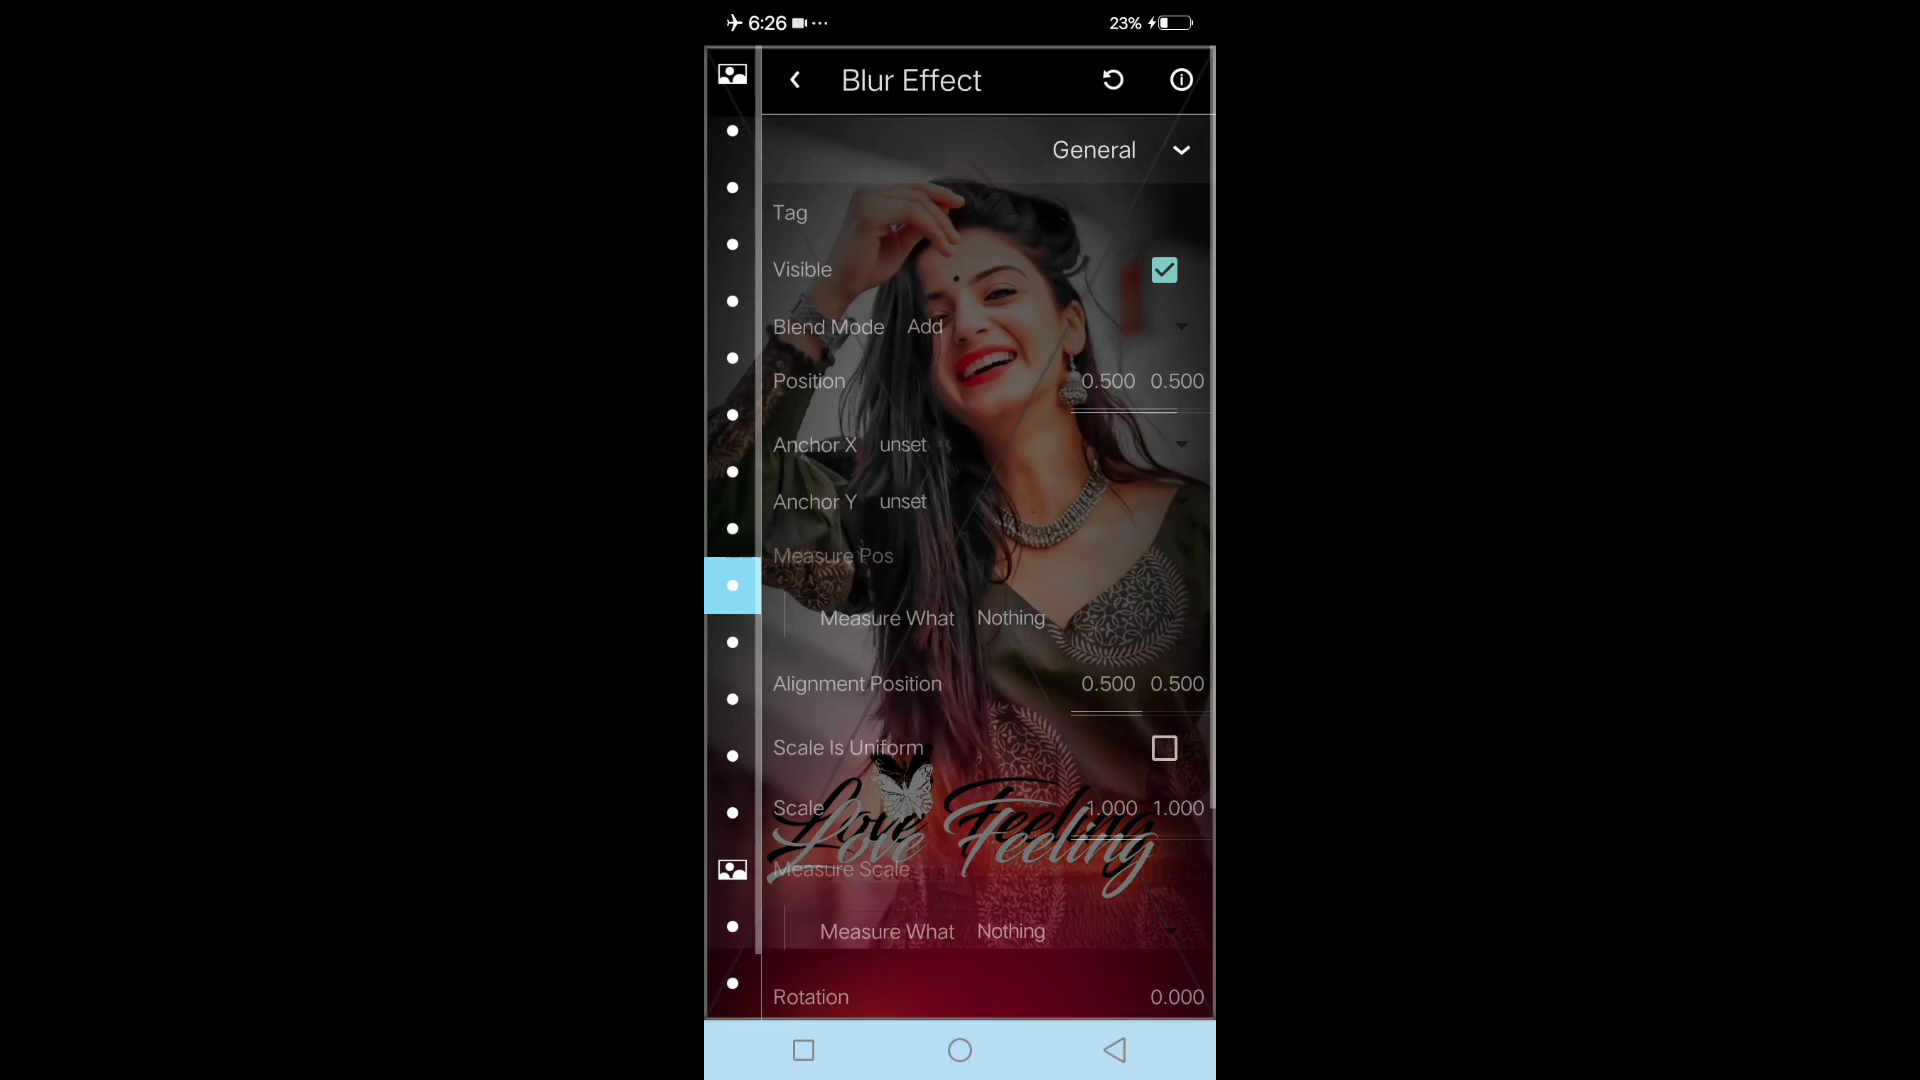 6:26
23%
Blur Effect
General
Tag
Visible
Blend Mode Add
Position 0.500 0.500
Anchor X unset
Anchor Y unset
Measure Pos
Measure What Nothing
Alignment Position 0.500 0.500
Scale Is Uniform
Scale 1.000 1.000
Love Feeling
Measure Scale
Measure What Nothing
Rotation 0.000